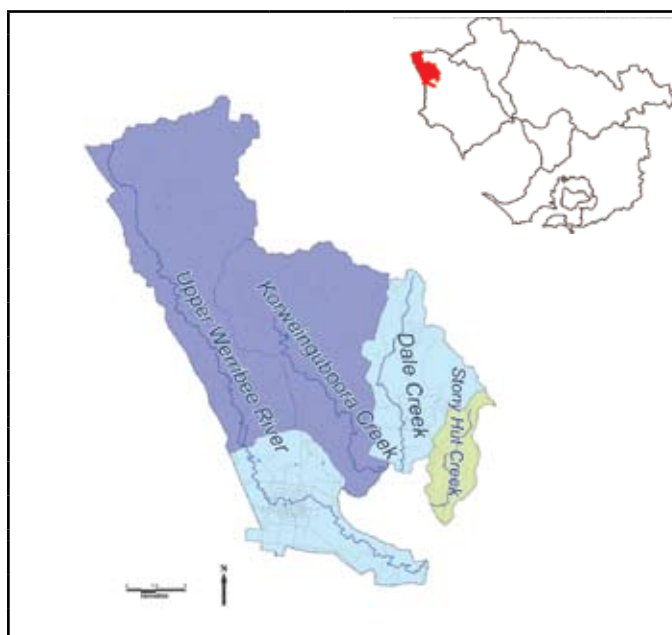 Upper Werribee River
Korweinguboora Creek
Dale Creek
Stony Hut Creek
N